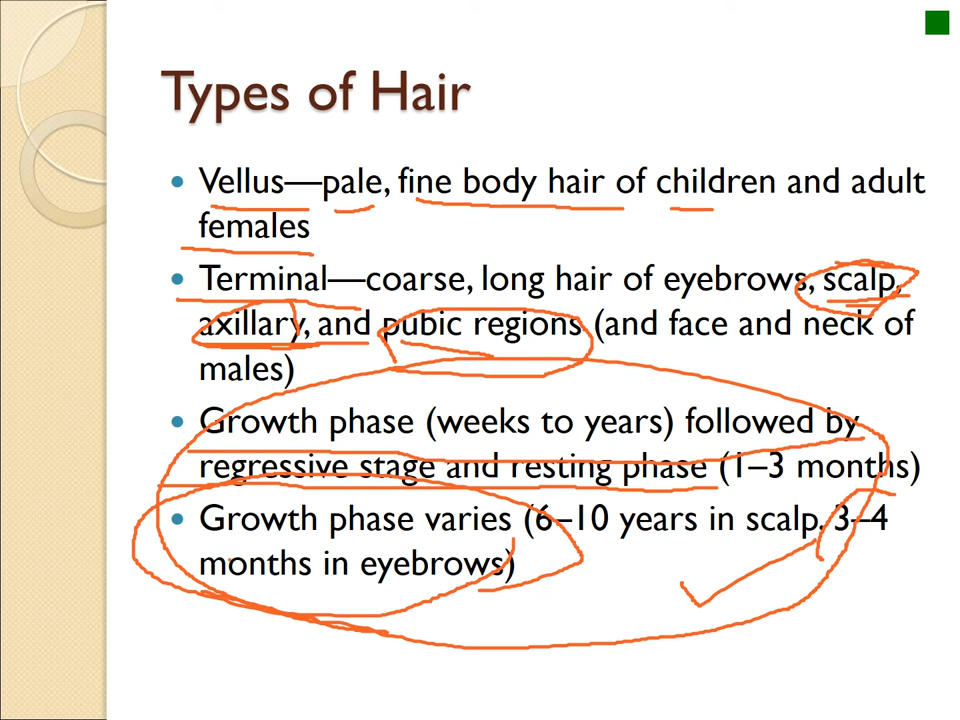 Types of Hair
• Vellus—pale, fine body hair of children and adult
females
• Terminal—coarse, long hair of eyebrows, scalp,
axillary, and pubic regions (and face and neck of
males)
• Growth phase (weeks to years) followed by
regressive stage and resting phase (1–3 months)
• Growth phase varies (6–10 years in scalp, 3–4
months in eyebrows)